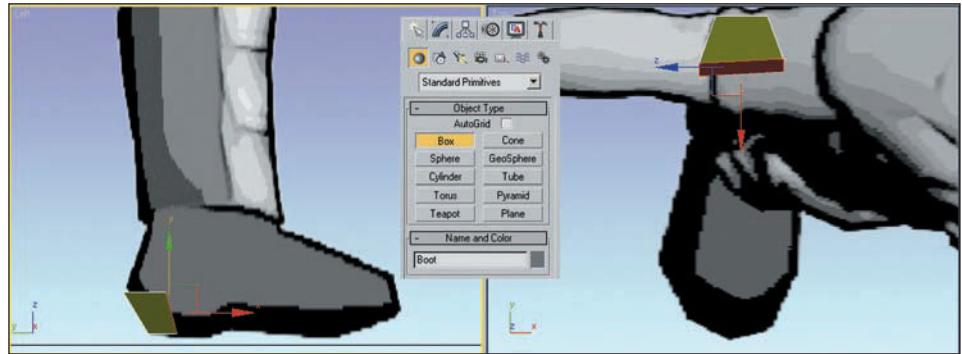 Left
Standard Primitives
- Object Type
AutoGrid
Box Cone
Sphere GeoSphere
Cylinder Tube
Torus Pyramid
Teapot Plane
- Name and Color
Boot
y
x
z
z
y x
y
z x